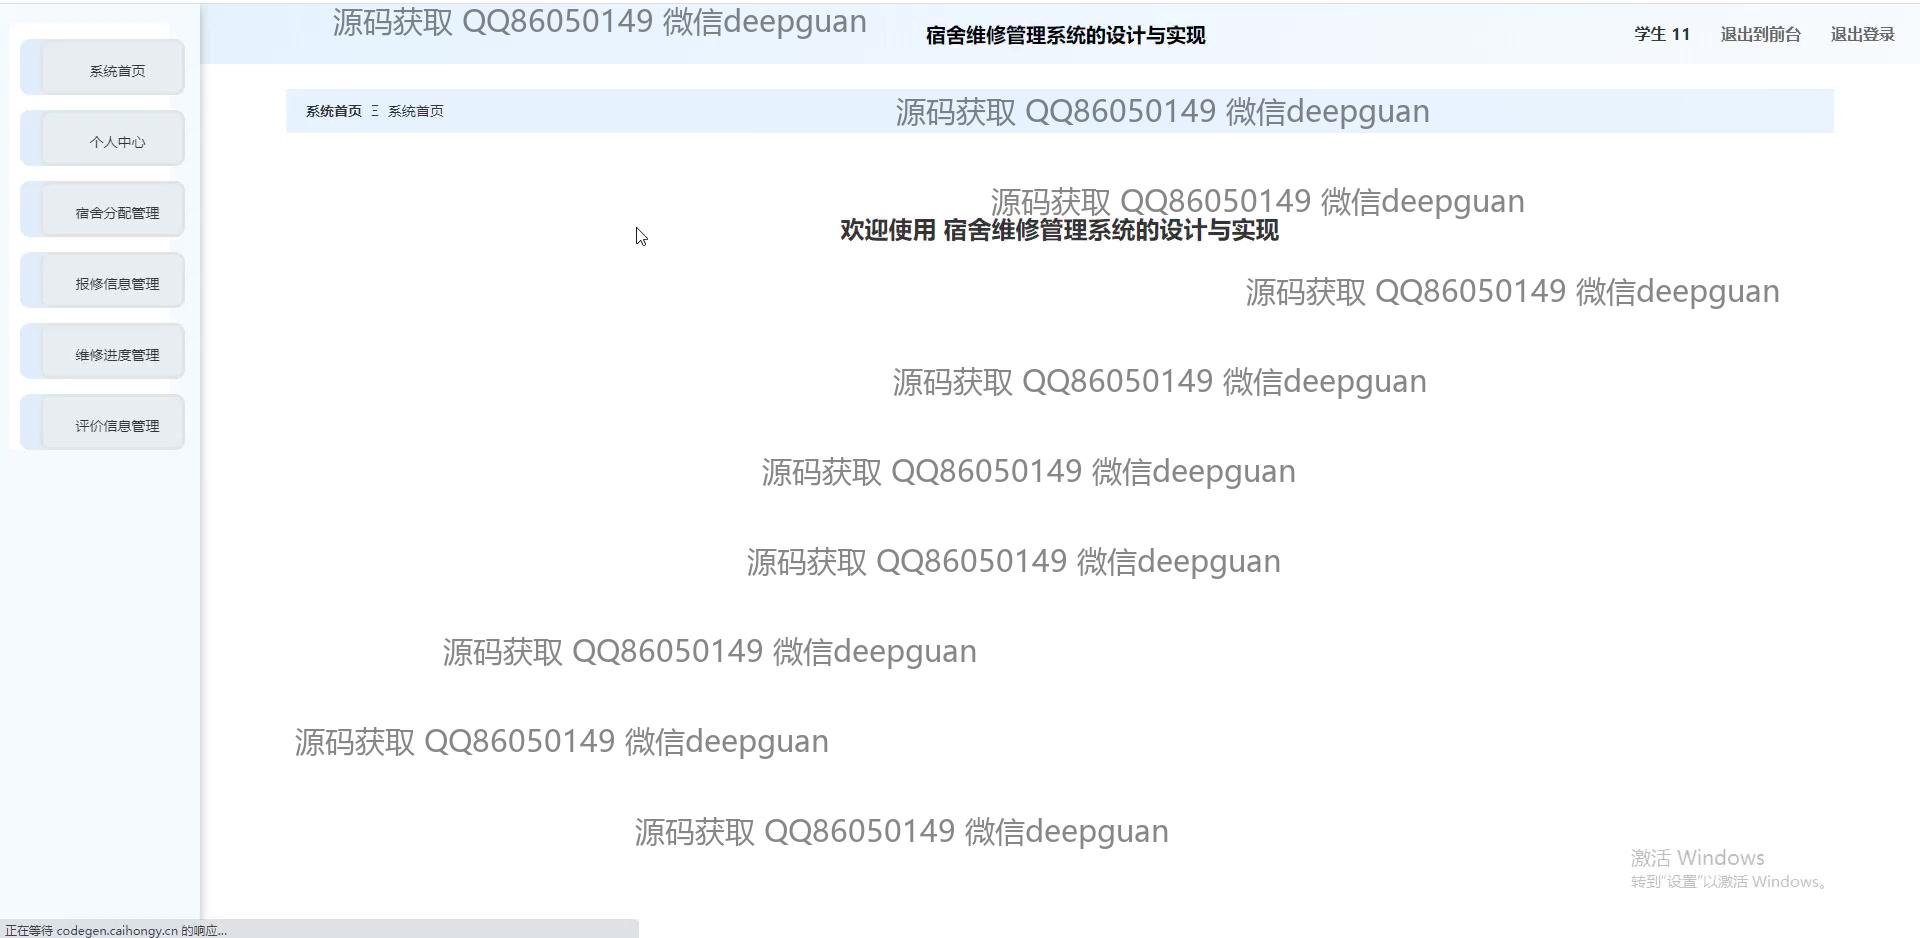 源码获取 QQ86050149 微信deepguan
宿舍维修管理系统的设计与实现
学生 11
退出到前台
退出登录
系统首页
个人中心
宿舍分配管理
报修信息管理
维修进度管理
评价信息管理
系统首页 Ξ 系统首页
源码获取 QQ86050149 微信deepguan
源码获取 QQ86050149 微信deepguan
欢迎使用 宿舍维修管理系统的设计与实现
源码获取 QQ86050149 微信deepguan
源码获取 QQ86050149 微信deepguan
源码获取 QQ86050149 微信deepguan
源码获取 QQ86050149 微信deepguan
源码获取 QQ86050149 微信deepguan
源码获取 QQ86050149 微信deepguan
源码获取 QQ86050149 微信deepguan
激活 Windows
转到“设置”以激活 Windows。
正在等待 codegen.caihongy.cn 的响应...